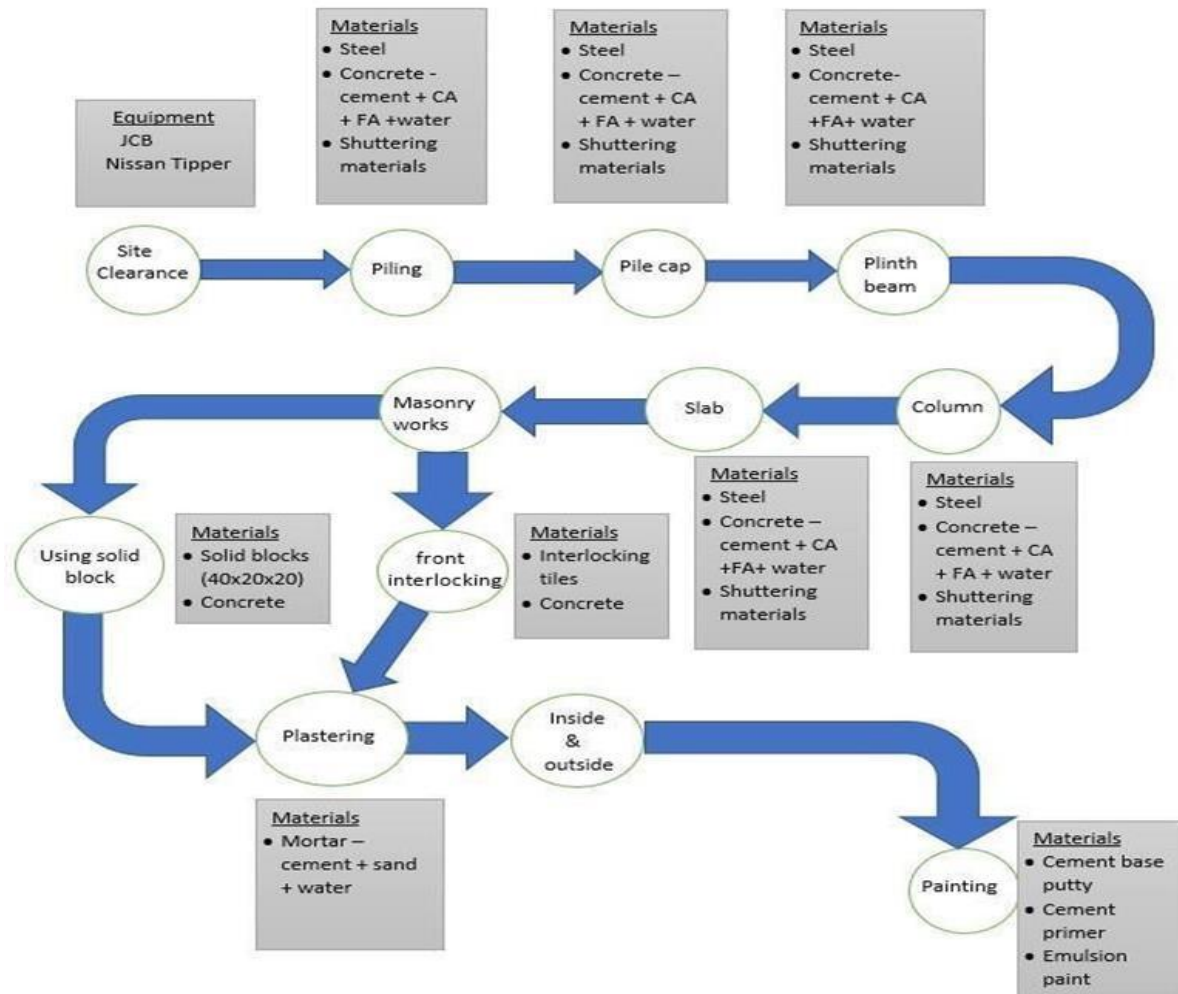 Equipment
JCB
Nissan Tipper
Materials
• Steel
• Concrete -
cement + CA
+ FA +water
• Shuttering
materials
Materials
• Steel
• Concrete –
cement + CA
+ FA + water
• Shuttering
materials
Materials
• Steel
• Concrete-
cement + CA
+FA+ water
• Shuttering
materials
Site
Clearance
Piling
Pile cap
Plinth
beam
Masonry
works
Slab
Column
Using solid
block
Materials
• Solid blocks
(40x20x20)
• Concrete
front
interlocking
Materials
• Interlocking
tiles
• Concrete
Materials
• Steel
• Concrete –
cement + CA
+FA+ water
• Shuttering
materials
Materials
• Steel
• Concrete –
cement + CA
+ FA + water
• Shuttering
materials
Plastering
Inside
&
outside
Materials
• Mortar –
cement + sand
+ water
Painting
Materials
• Cement base
putty
• Cement
primer
• Emulsion
paint